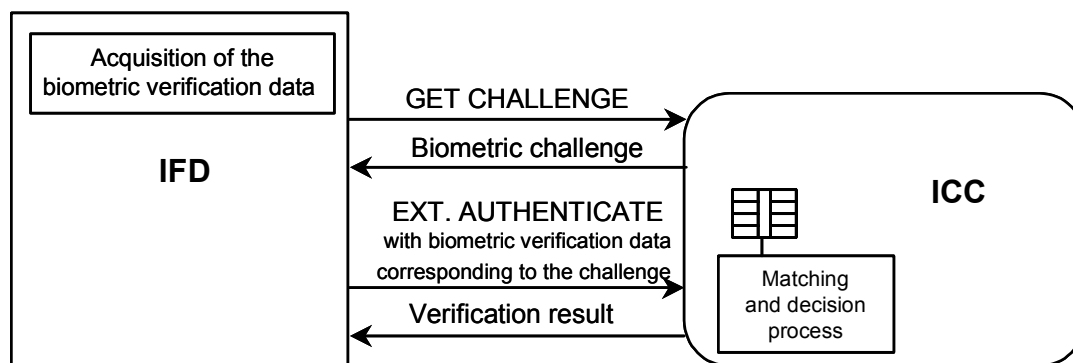 Acquisition of the
biometric verification data
IFD
GET CHALLENGE
Biometric challenge
EXT. AUTHENTICATE
with biometric verification data
corresponding to the challenge
Verification result
ICC
Matching
and decision
process